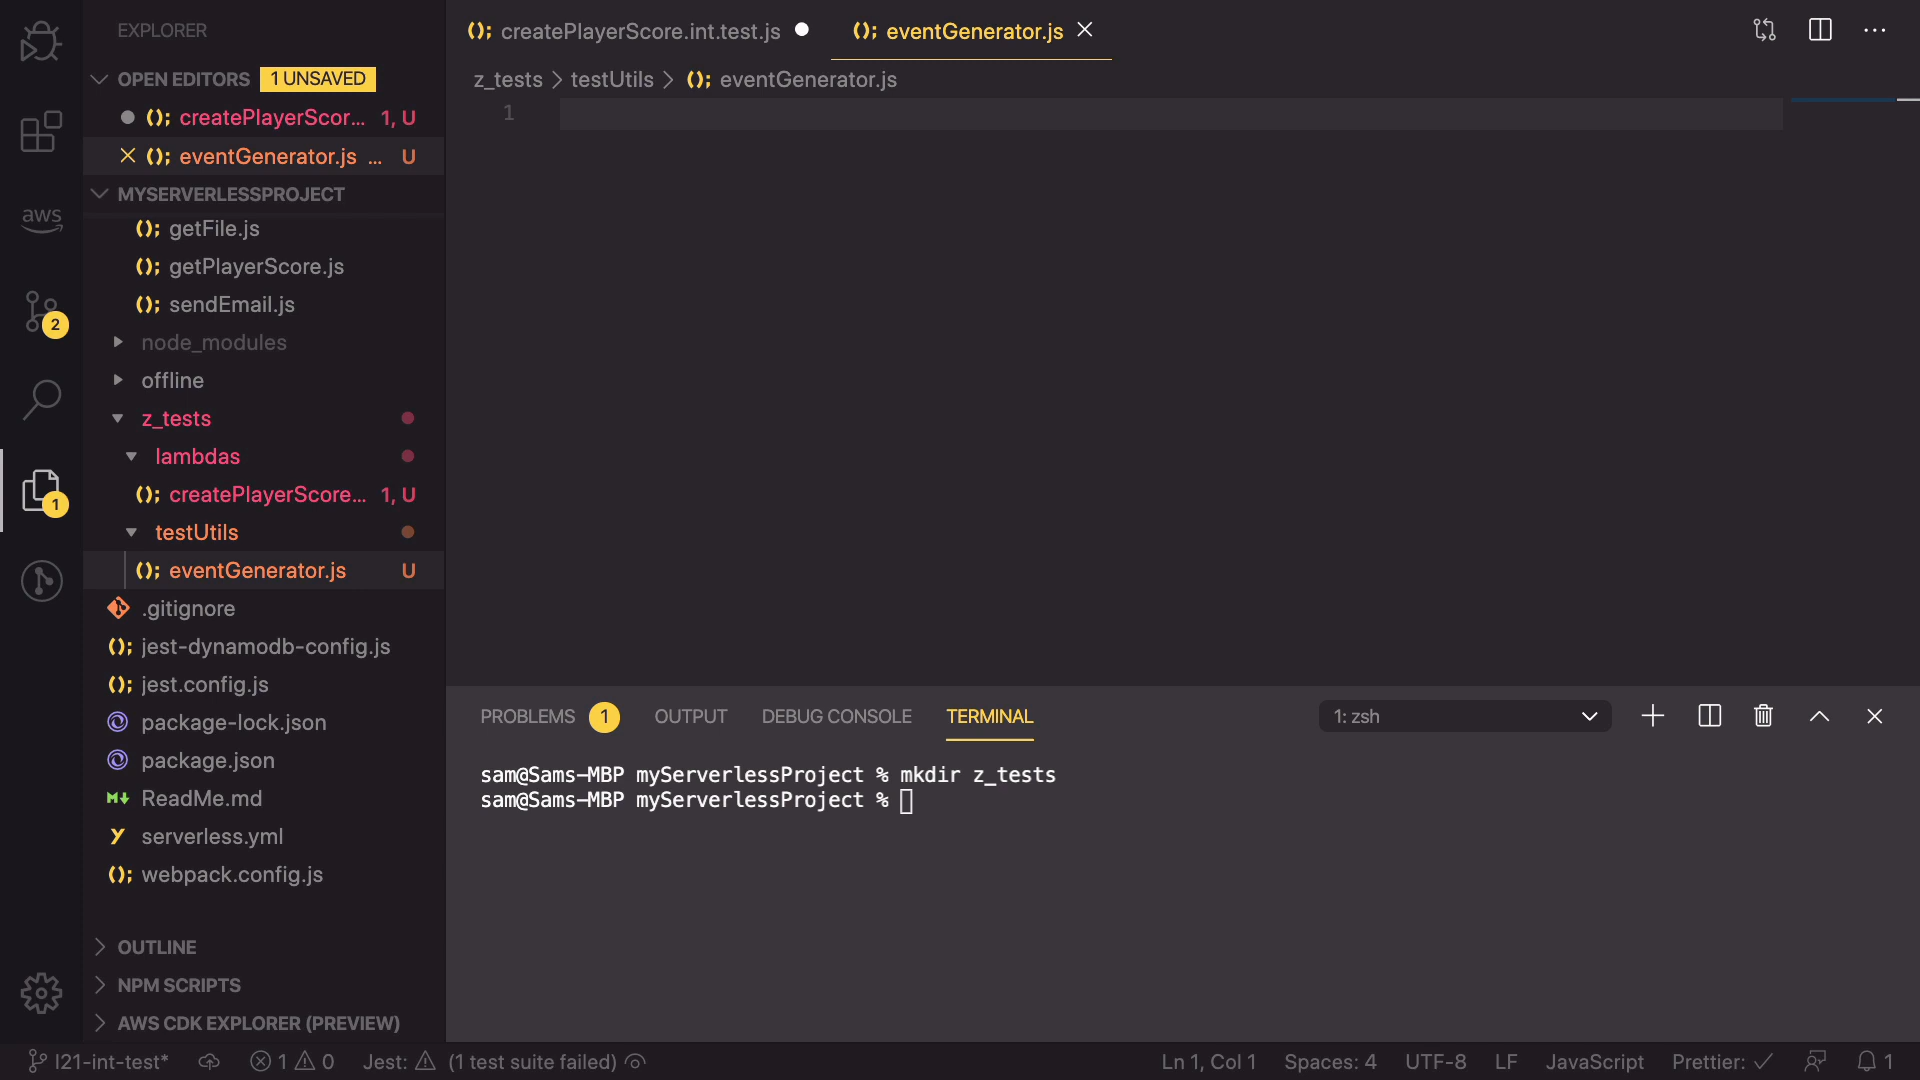 EXPLORER
OPEN EDITORS 1 UNSAVED
(); createPlayerScor... 1, U
(); eventGenerator.js ... U
MYSERVERLESSPROJECT
(); getFile.js
(); getPlayerScore.js
(); sendEmail.js
node_modules
offline
z_tests
lambdas
(); createPlayerScore... 1, U
testUtils
(); eventGenerator.js U
.gitignore
(); jest-dynamodb-config.js
(); jest.config.js
package-lock.json
package.json
M ReadMe.md
Y serverless.yml
(); webpack.config.js
OUTLINE
NPM SCRIPTS
AWS CDK EXPLORER (PREVIEW)
aws
2
1
(); createPlayerScore.int.test.js
(); eventGenerator.js
z_tests > testUtils > (); eventGenerator.js
1
PROBLEMS 1 OUTPUT DEBUG CONSOLE TERMINAL
1: zsh
sam@Sams-MBP myServerlessProject % mkdir z_tests
sam@Sams-MBP myServerlessProject %
l21-int-test* 1 0 Jest: (1 test suite failed)
Ln 1, Col 1 Spaces: 4 UTF-8 LF JavaScript Prettier: 1